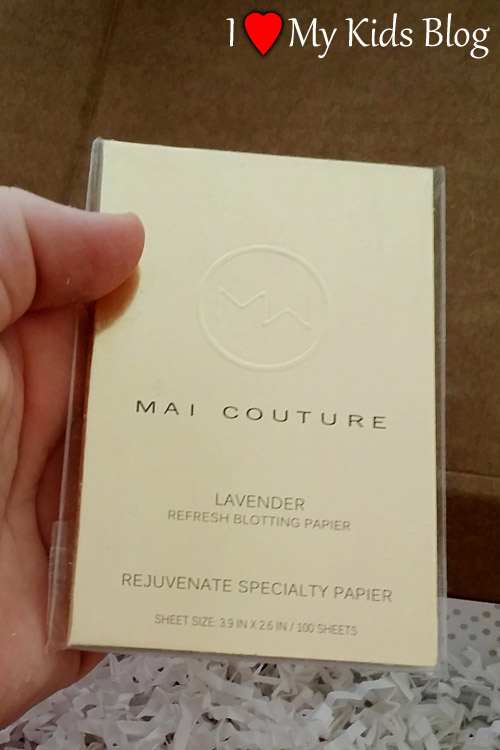 I ❤ My Kids Blog
MAI COUTURE
LAVENDER
REFRESH BLOTTING PAPIER
REJUVENATE SPECIALTY PAPIER
SHEET SIZE: 3.9 IN X 2.6 IN / 100 SHEETS